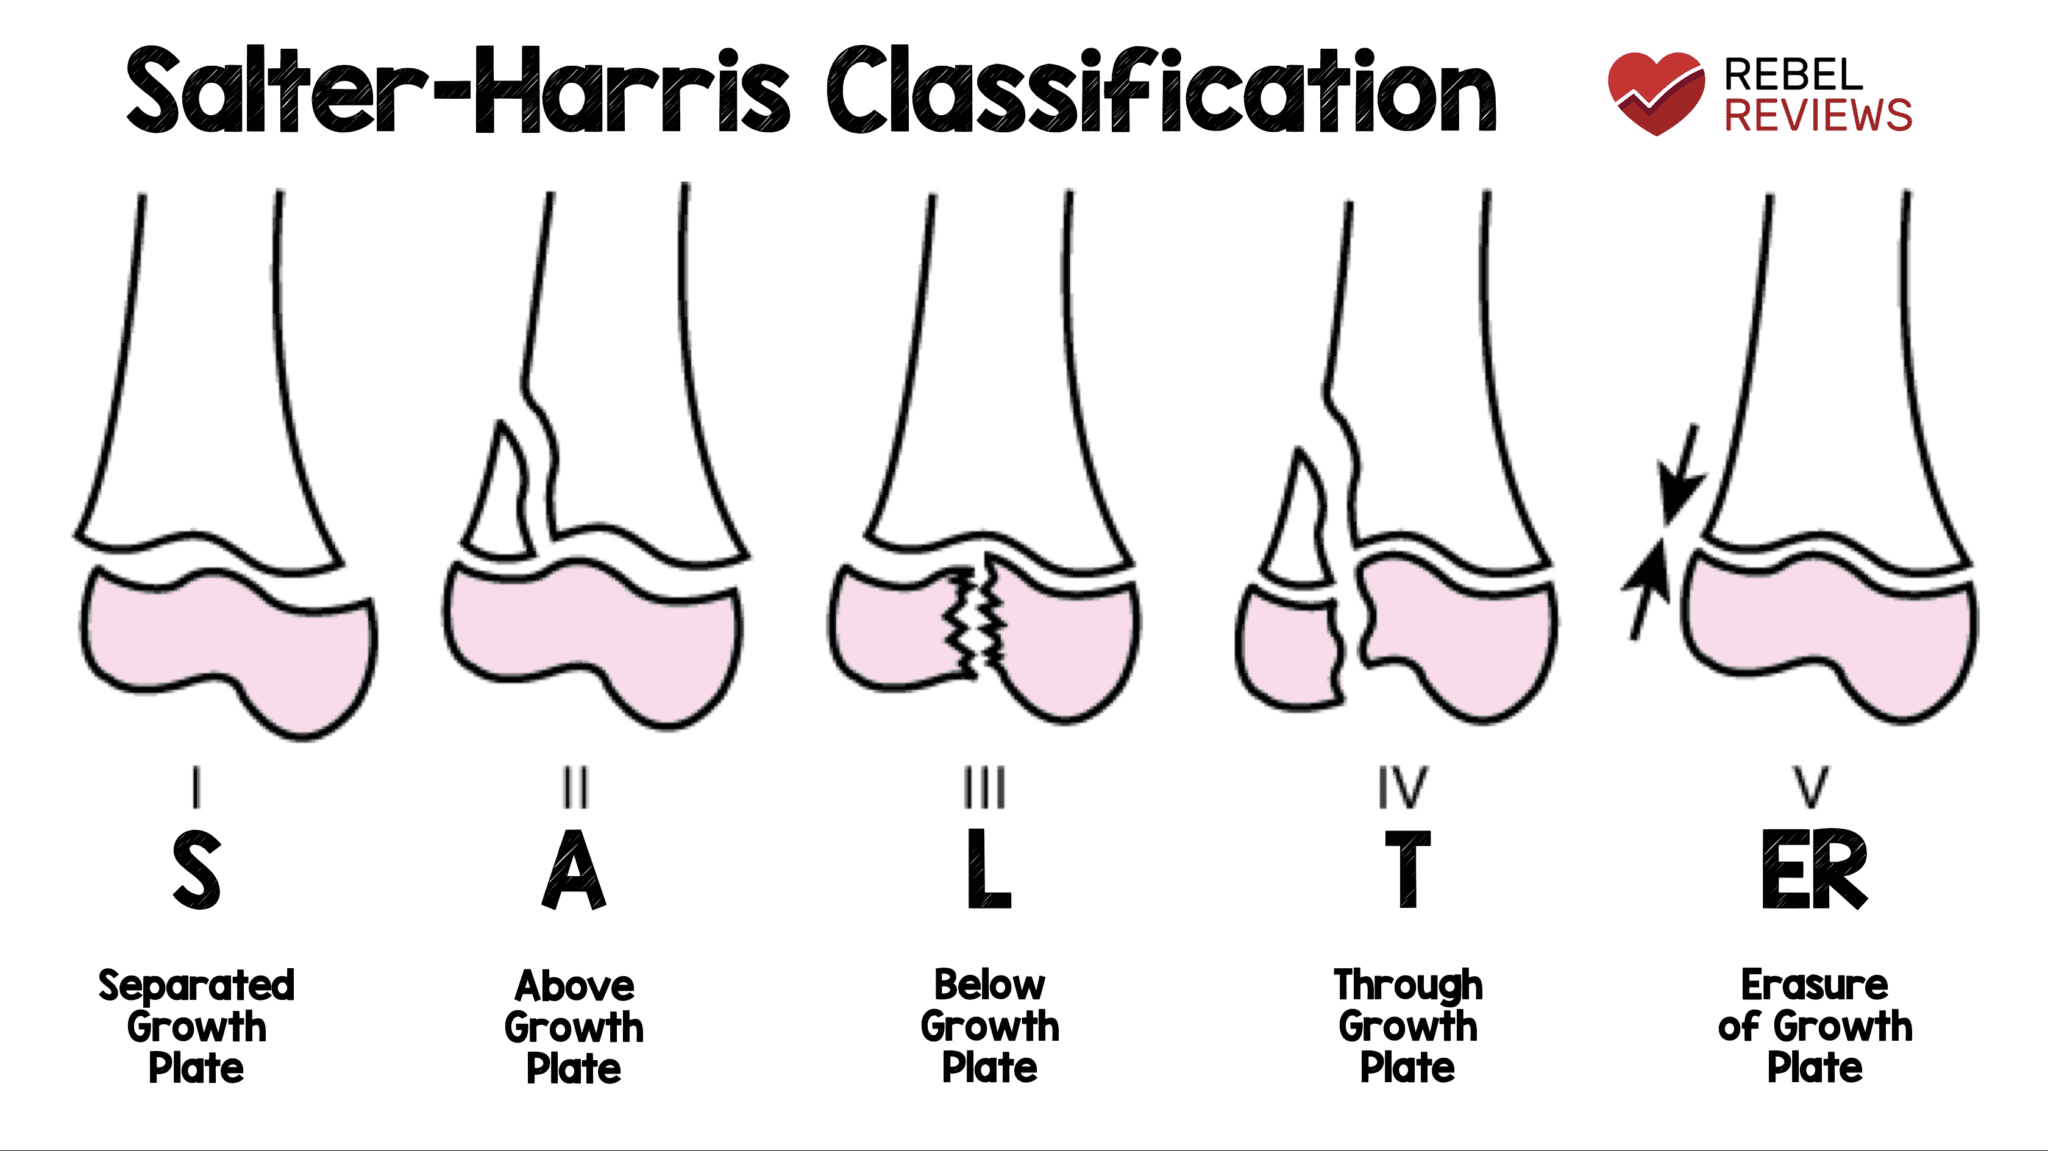 Salter-Harris Classification
REBEL
REVIEWS
I
II
III
IV
V
S
A
L
T
ER
Separated
Growth
Plate
Above
Growth
Plate
Below
Growth
Plate
Through
Growth
Plate
Erasure
of Growth
Plate